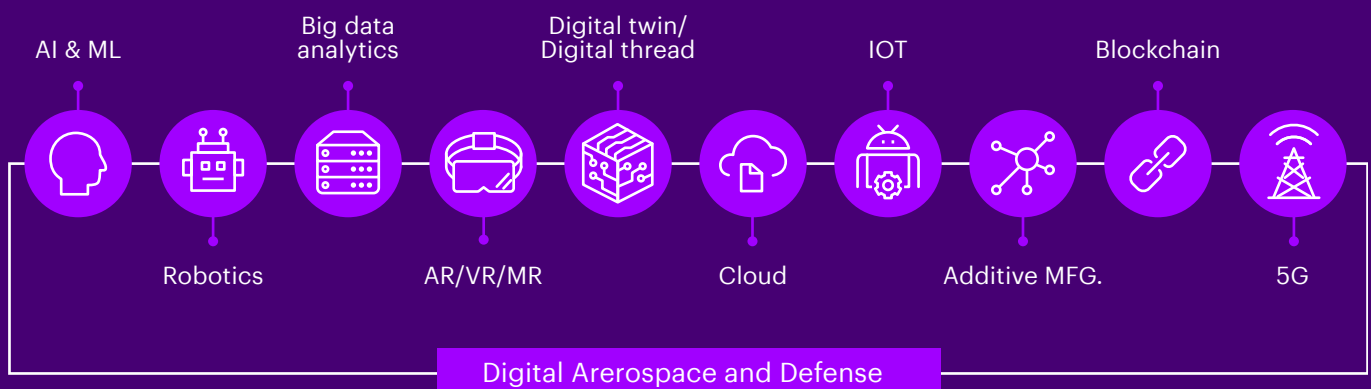 AI & ML
Big data
analytics
Digital twin/
Digital thread
IOT
Blockchain
Robotics
AR/VR/MR
Cloud
Additive MFG.
5G
Digital Arerospace and Defense